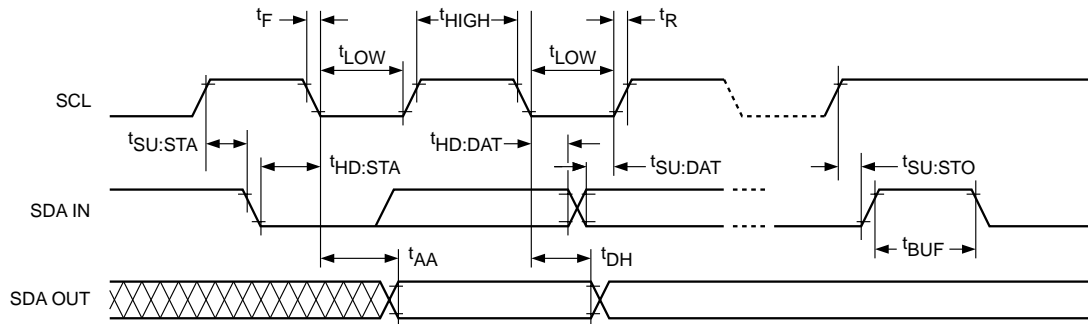 tF
tHIGH
tR
tLOW
tLOW
SCL
tSU:STA
tHD:STA
tHD:DAT
tSU:DAT
tSU:STO
SDA IN
tBUF
tAA
tDH
SDA OUT